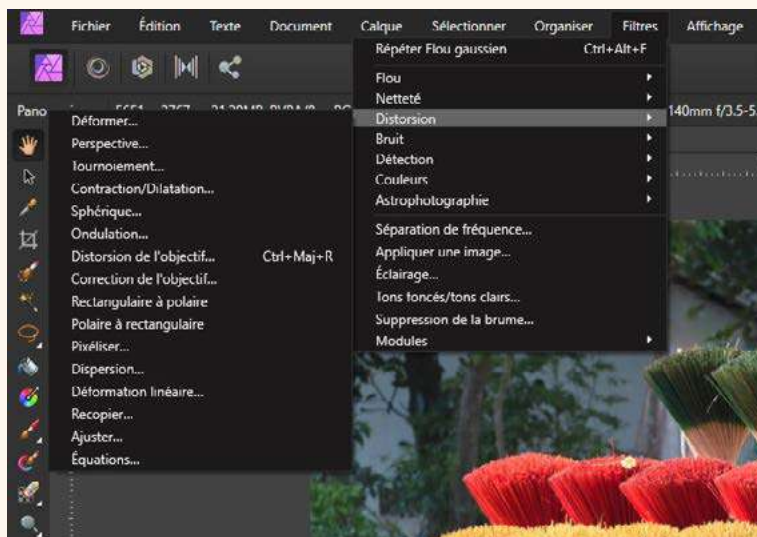 Fichier Édition Texte Document Calque Sélectionner Organiser Filtres Affichage
Répéter Flou gaussien Ctrl+Alt+F
Flou
Netteté
Distorsion
Bruit
Détection
Couleurs
Astrophotographie
Séparation de fréquence...
Appliquer une image...
Éclairage...
Tons foncés/tons clairs...
Suppression de la brume...
Modules
Pano
140mm f/3.5-5.
Déformer...
Perspective...
Tournoiement...
Contraction/Dilatation...
Sphérique...
Ondulation...
Distorsion de l'objectif... Ctrl+Maj+R
Correction de l'objectif...
Rectangulaire à polaire
Polaire à rectangulaire
Pixéliser...
Dispersion...
Déformation linéaire...
Recopier...
Ajuster...
Équations...